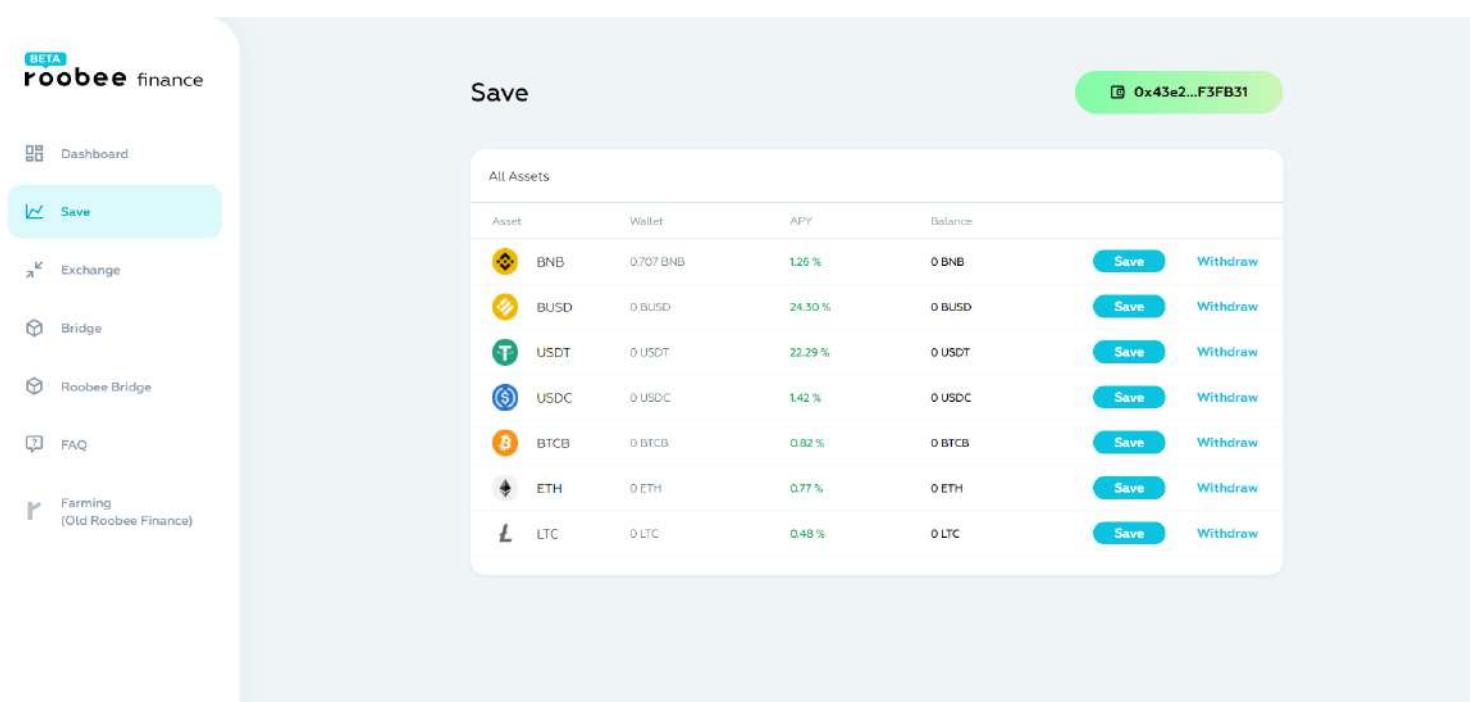 BETA
roobee finance
Dashboard
Save
Exchange
Bridge
Roobee Bridge
FAQ
Farming
(Old Roobee Finance)
Save
0x43e2...F3FB31
All Assets
Asset Wallet APY Balance
BNB 0.707 BNB 1.26 % 0 BNB Save Withdraw
BUSD 0 BUSD 24.30 % 0 BUSD Save Withdraw
USDT 0 USDT 22.29 % 0 USDT Save Withdraw
USDC 0 USDC 1.42 % 0 USDC Save Withdraw
BTCB 0 BTCB 0.82 % 0 BTCB Save Withdraw
ETH 0 ETH 0.77 % 0 ETH Save Withdraw
LTC 0 LTC 0.48 % 0 LTC Save Withdraw